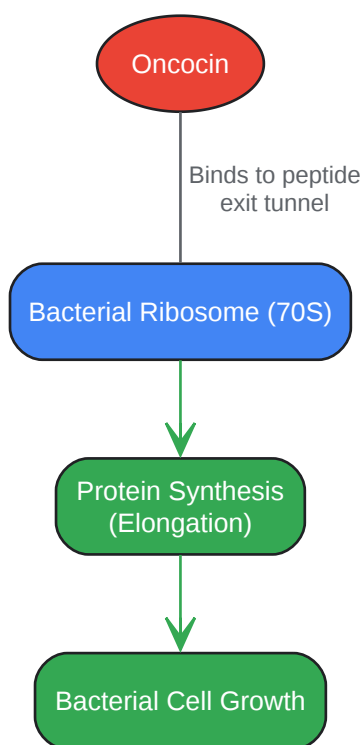 Oncocin
Binds to peptide
exit tunnel
Bacterial Ribosome (70S)
Protein Synthesis
(Elongation)
Bacterial Cell Growth